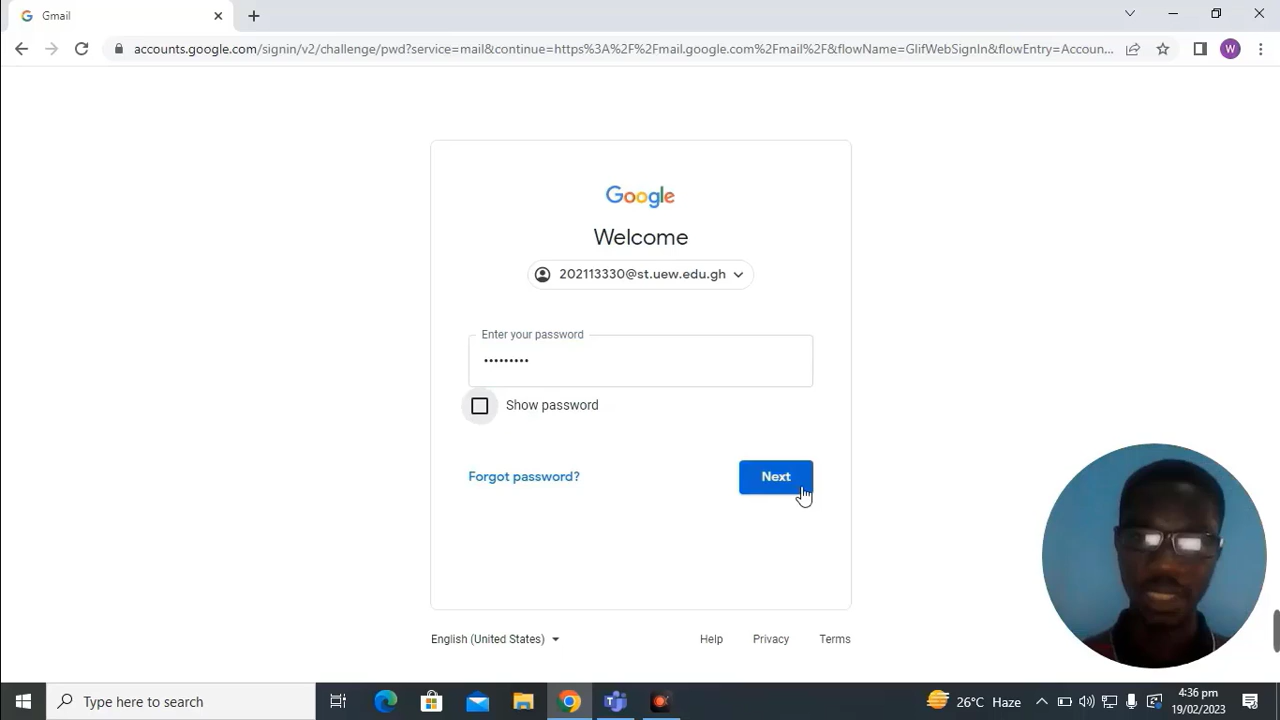 Gmail
accounts.google.com/signin/v2/challenge/pwd?service=mail&continue=https%3A%2F%2Fmail.google.com%2Fmail%2F&flowName=GlifWebSignIn&flowEntry=Accoun...
W
Google
Welcome
202113330@st.uew.edu.gh
Enter your password
•••••••••
Show password
Forgot password?
Next
English (United States)
Help
Privacy
Terms
Type here to search
26°C Haze
4:36 pm
19/02/2023